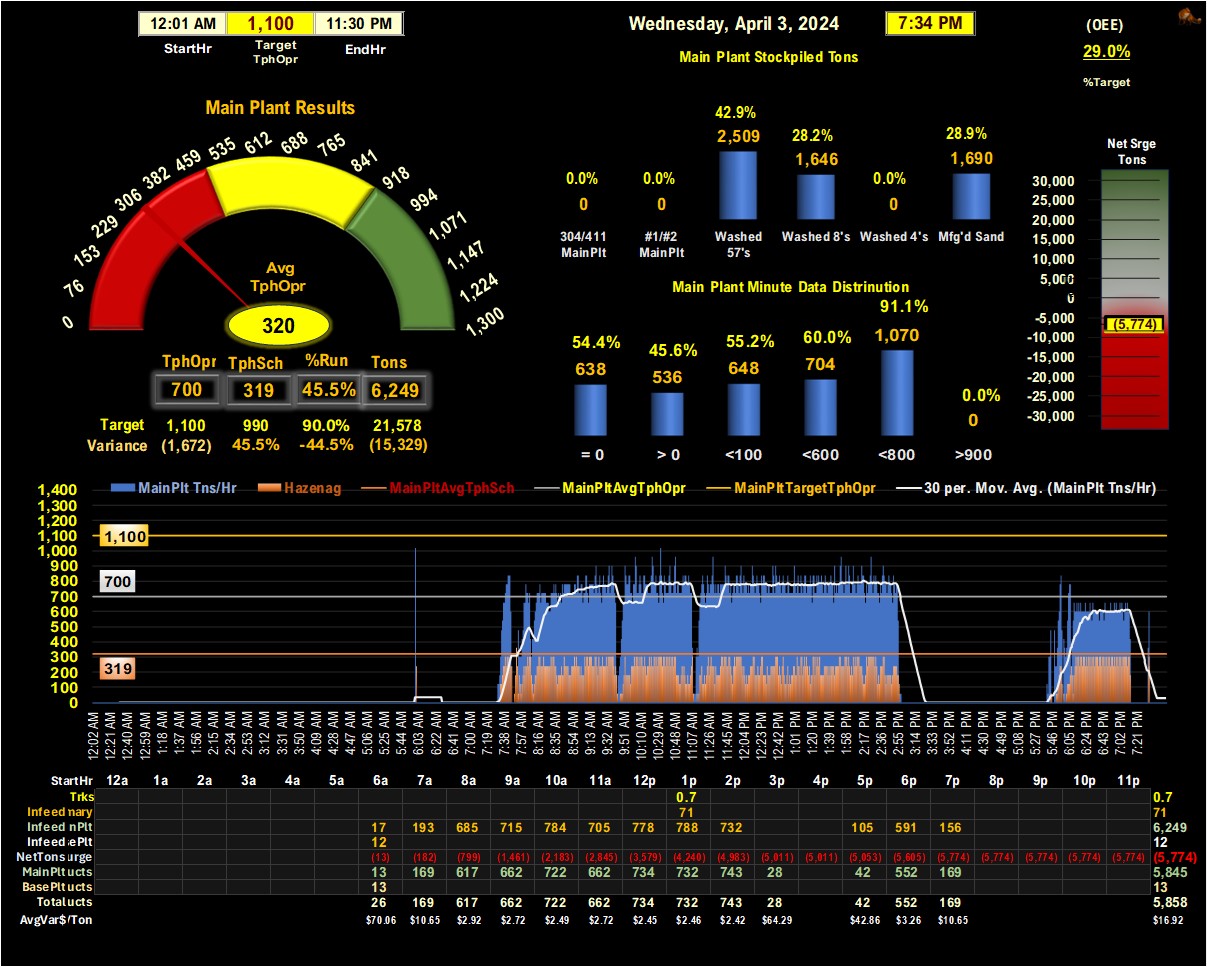 12:01 AM 1,100 11:30 PM
StartHr Target TphOpr EndHr
Wednesday, April 3, 2024 7:34 PM
(OEE)
29.0%
%Target
Main Plant Stockpiled Tons
Main Plant Results
0 76 153 229 306 382 459 535 612 688 765 841 918 994 1,071 1,147 1,224 1,300
Avg
TphOpr
320
TphOpr TphSch %Run Tons
700 319 45.5% 6,249
Target 1,100 990 90.0% 21,578
Variance (1,672) 45.5% -44.5% (15,329)
0.0% 0.0% 42.9% 28.2% 0.0% 28.9%
0 0 2,509 1,646 0 1,690
304/411 MainPlt #1/#2 MainPlt Washed 57's Washed 8's Washed 4's Mfg'd Sand
Main Plant Minute Data Distrinution
54.4% 45.6% 55.2% 60.0% 91.1% 0.0%
638 536 648 704 1,070 0
= 0 > 0 <100 <600 <800 >900
Net Srge
Tons
30,000
25,000
20,000
15,000
10,000
5,000
0
-5,000
(5,774)
-10,000
-15,000
-20,000
-25,000
-30,000
MainPlt Tns/Hr Hazenag MainPltAvgTphSch MainPltAvgTphOpr MainPltTargetTphOpr 30 per. Mov. Avg. (MainPlt Tns/Hr)
1,400
1,300
1,200
1,100
1,000
900
800
700
600
500
400
300
200
100
0
1,100
700
319
12:02 AM 12:21 AM 12:40 AM 12:59 AM 1:18 AM 1:37 AM 1:56 AM 2:15 AM 2:34 AM 2:53 AM 3:12 AM 3:31 AM 3:50 AM 4:09 AM 4:28 AM 4:47 AM 5:06 AM 5:25 AM 5:44 AM 6:03 AM 6:22 AM 6:41 AM 7:00 AM 7:19 AM 7:38 AM 7:57 AM 8:16 AM 8:35 AM 8:54 AM 9:13 AM 9:32 AM 9:51 AM 10:10 AM 10:29 AM 10:48 AM 11:07 AM 11:26 AM 11:45 AM 12:04 PM 12:23 PM 12:42 PM 1:01 PM 1:20 PM 1:39 PM 1:58 PM 2:17 PM 2:36 PM 2:55 PM 3:14 PM 3:33 PM 3:52 PM 4:11 PM 4:30 PM 4:49 PM 5:08 PM 5:27 PM 5:46 PM 6:05 PM 6:24 PM 6:43 PM 7:02 PM 7:21 PM
StartHr 12a 1a 2a 3a 4a 5a 6a 7a 8a 9a 10a 11a 12p 1p 2p 3p 4p 5p 6p 7p 8p 9p 10p 11p
Trks 0.7 0.7
Infeed mary 71 71
Infeed nPlt 17 193 685 715 784 705 778 788 732 105 591 156 6,249
Infeed ePlt 12 12
NetTons urge (13) (182) (799) (1,461) (2,183) (2,845) (3,579) (4,240) (4,983) (5,011) (5,011) (5,053) (5,605) (5,774) (5,774) (5,774) (5,774) (5,774) (5,774)
MainPlt ucts 13 169 617 662 722 662 734 732 743 28 42 552 169 5,845
BasePlt ucts 13 13
Total ucts 26 169 617 662 722 662 734 732 743 28 42 552 169 5,858
AvgVar$/Ton $70.06 $10.65 $2.92 $2.72 $2.49 $2.72 $2.45 $2.46 $2.42 $64.29 $42.86 $3.26 $10.65 $16.92